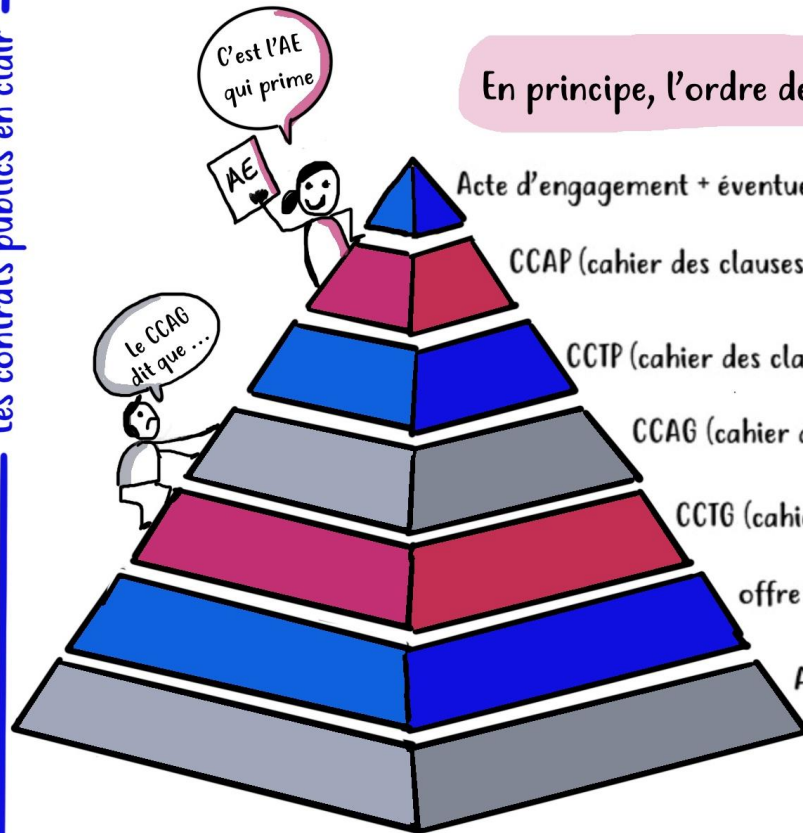 Les contrats publics en clair -
C'est l'AE
qui prime
AE
En principe, l'ordre de
Acte d'engagement + éventue
CCAP (cahier des clauses
Le CCAG
dit que ...
CCTP (cahier des cla
CCAG (cahier
CCTG (cahi
offre
A